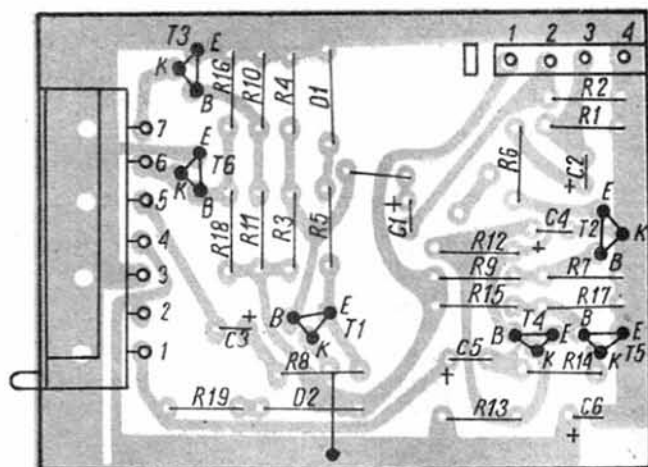 1 2 3 4
T3 E
K
B
R16 R10 R4 D1
R2
R1
7
6
5
4
3
2
1
E
K T6
B
R6
C2 +
R18 R11 R3 R5
C1 +
C4 +
E
T2 K
B
R12
R9 R7
R15 R17
+
C3
B E
T1
K
R8
B T4 E
K
B E
K T5
C5
+
R14
R19 D2
R13 C6
+